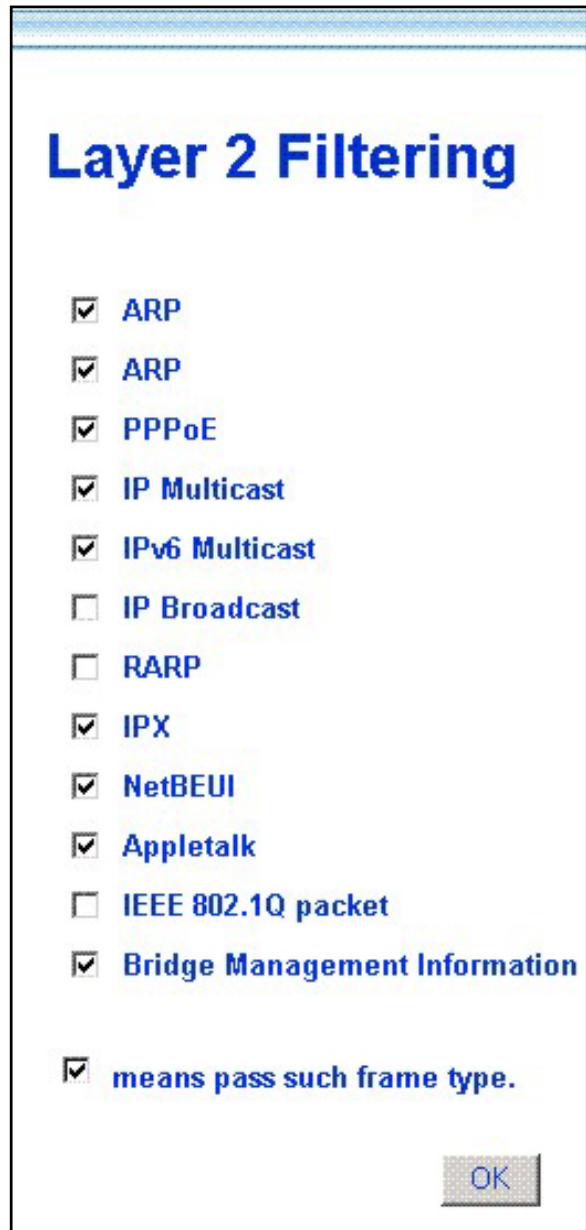 Layer 2 Filtering
ARP
ARP
PPPoE
IP Multicast
IPv6 Multicast
IP Broadcast
RARP
IPX
NetBEUI
Appletalk
IEEE 802.1Q packet
Bridge Management Information
means pass such frame type.
OK